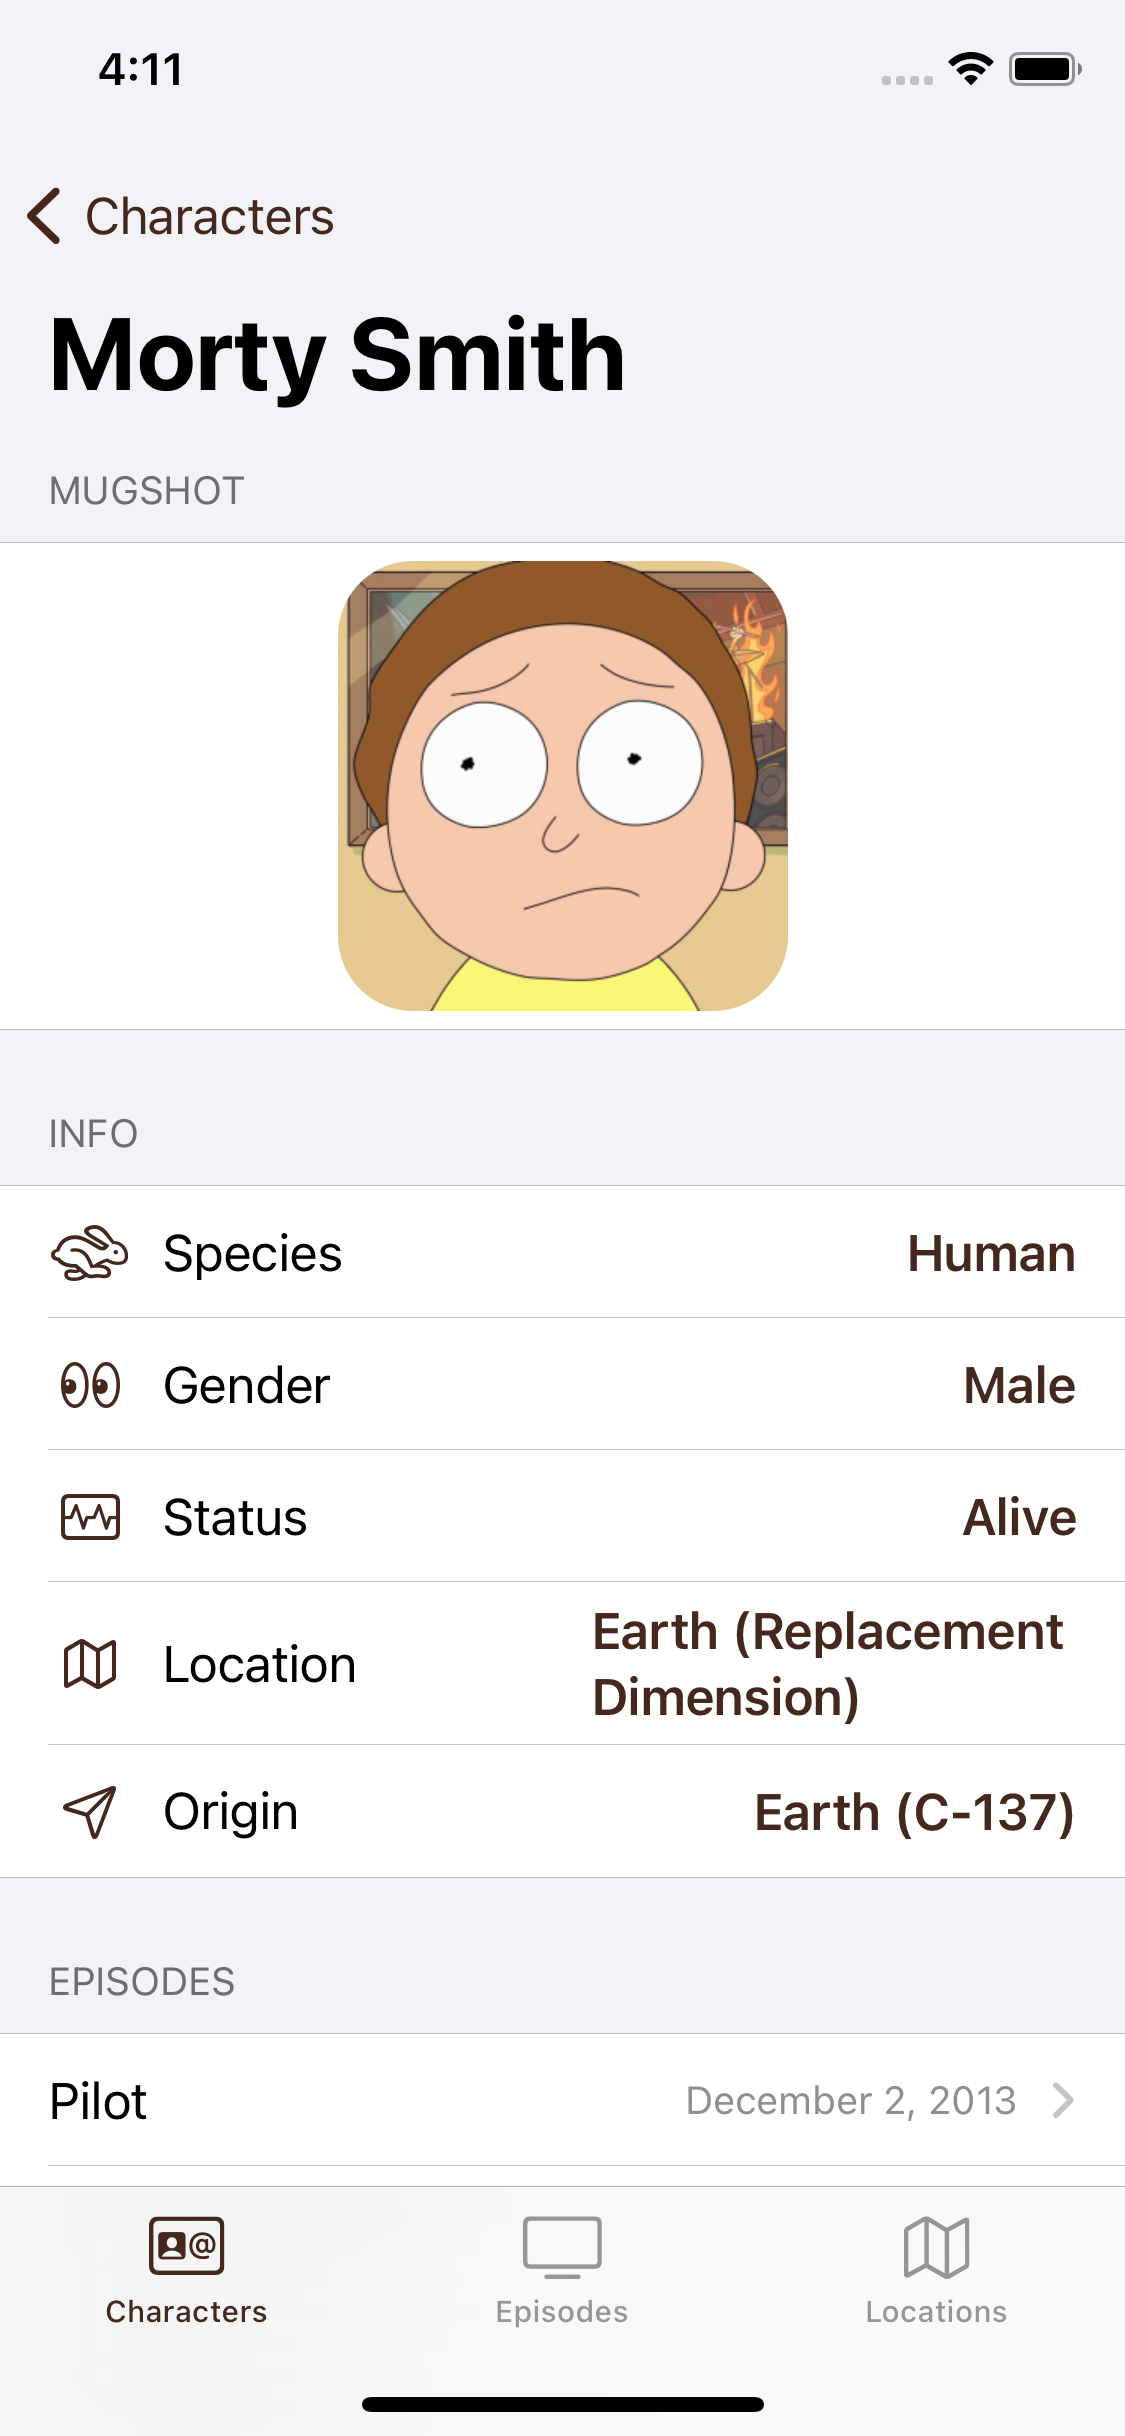 4:11
Characters
Morty Smith
MUGSHOT
INFO
Species Human
Gender Male
Status Alive
Location Earth (Replacement
Dimension)
Origin Earth (C-137)
EPISODES
Pilot December 2, 2013
@
Characters Episodes Locations